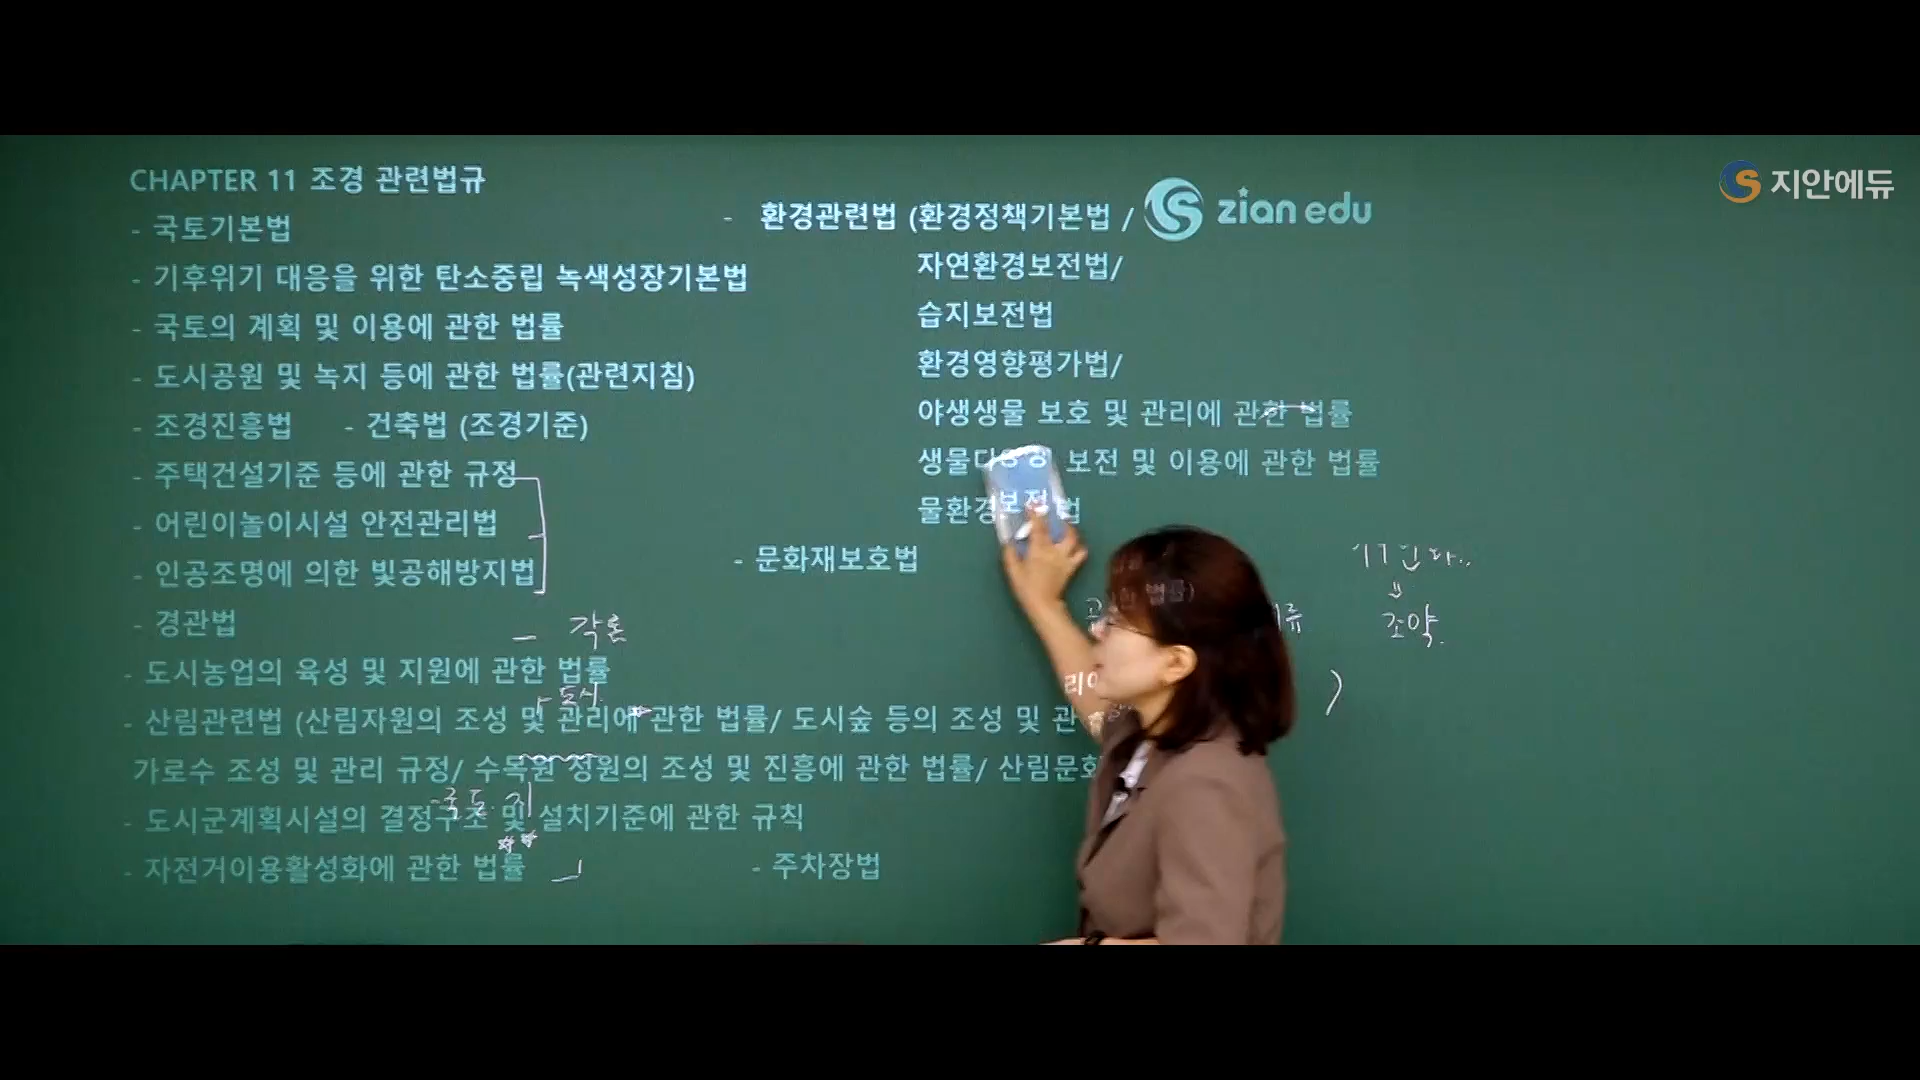 CHAPTER 11 조경 관련법규
- 국토기본법
- 기후위기 대응을 위한 탄소중립 녹색성장기본법
- 국토의 계획 및 이용에 관한 법률
- 도시공원 및 녹지 등에 관한 법률(관련지침)
- 조경진흥법 - 건축법 (조경기준)
- 주택건설기준 등에 관한 규정
- 어린이놀이시설 안전관리법
- 인공조명에 의한 빛공해방지법
- 경관법
- 각론
- 도시농업의 육성 및 지원에 관한 법률
- 도시
- 산림관련법 (산림자원의 조성 및 관리에 관한 법률/ 도시숲 등의 조성 및 관
가로수 조성 및 관리 규정/ 수목원 정원의 조성 및 진흥에 관한 법률/ 산림문화
- 도시군계획시설의 결정구조 및 설치기준에 관한 규칙
- 자전거이용활성화에 관한 법률 - 주차장법
- 환경관련법 (환경정책기본법 /
자연환경보전법/
습지보전법
환경영향평가법/
야생생물 보호 및 관리에 관한 법률
생물다양성 보전 및 이용에 관한 법률
물환경보전법
- 문화재보호법
법률)
류
조약
리
)
zian edu
지안에듀